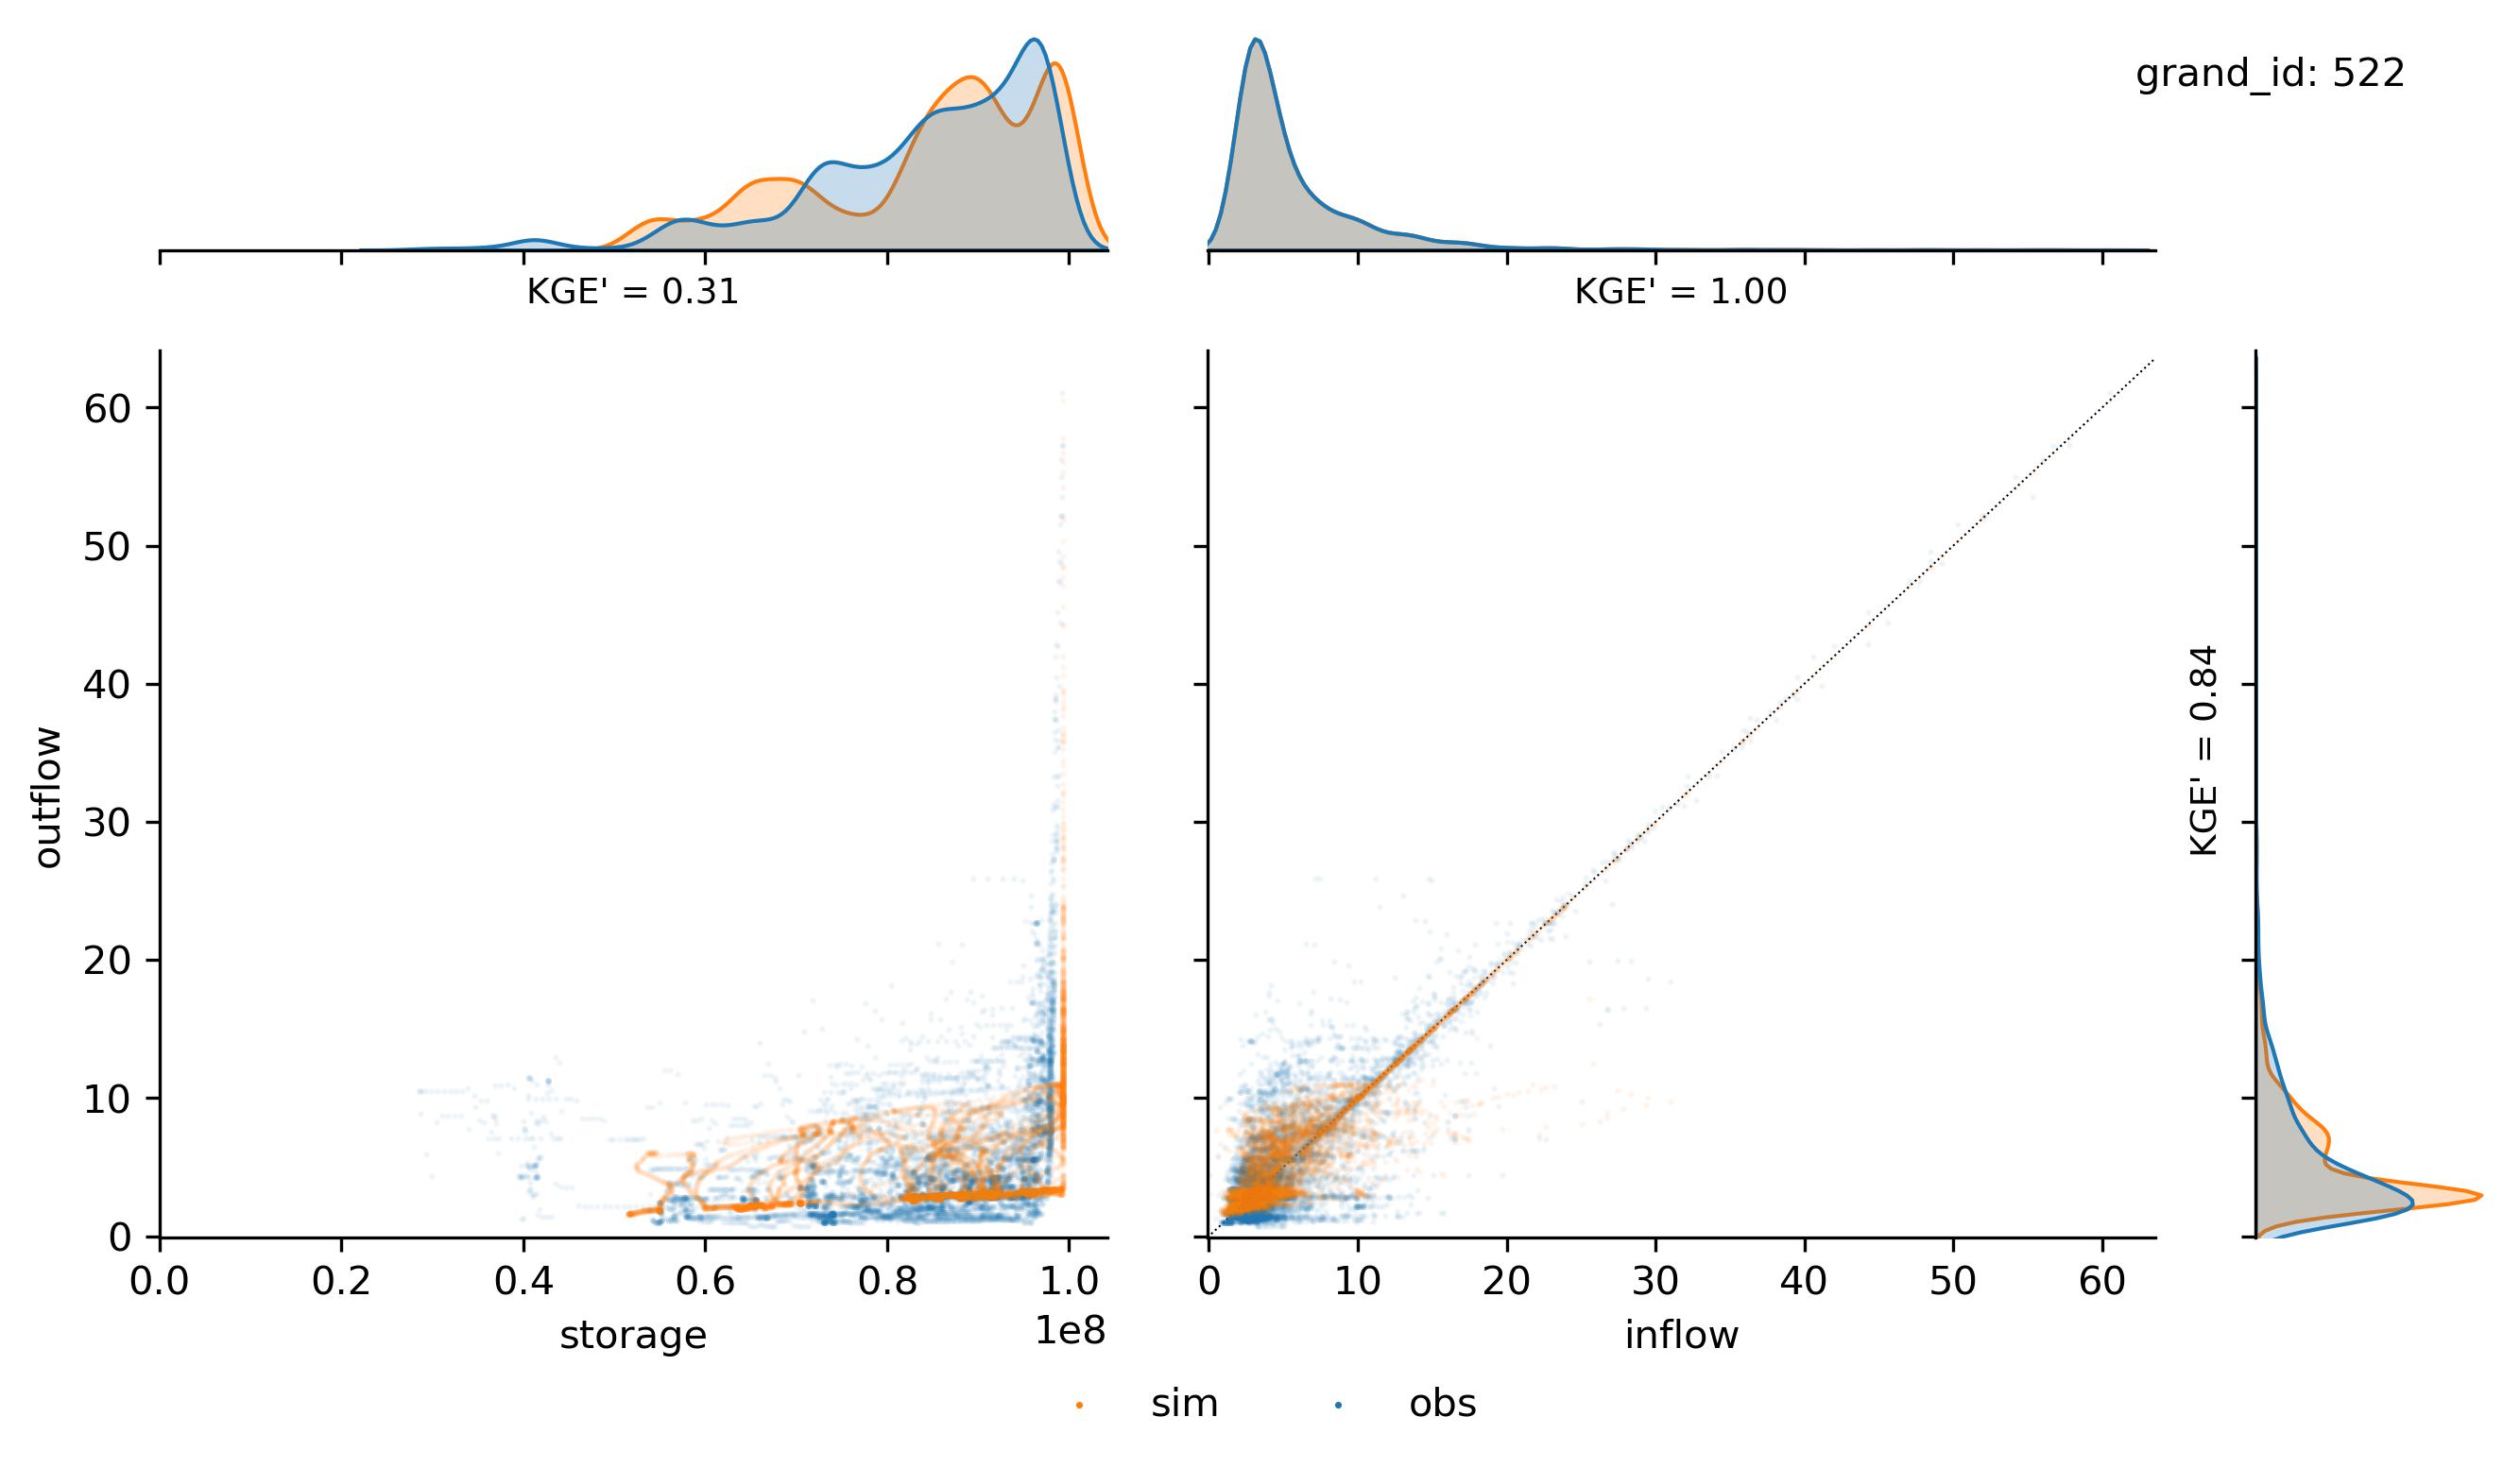 grand_id: 522
KGE' = 0.31
KGE' = 1.00
60
50
40
30
20
10
0
outflow
KGE' = 0.84
0.0 0.2 0.4 0.6 0.8 1.0
0 10 20 30 40 50 60
storage
1e8
inflow
sim obs